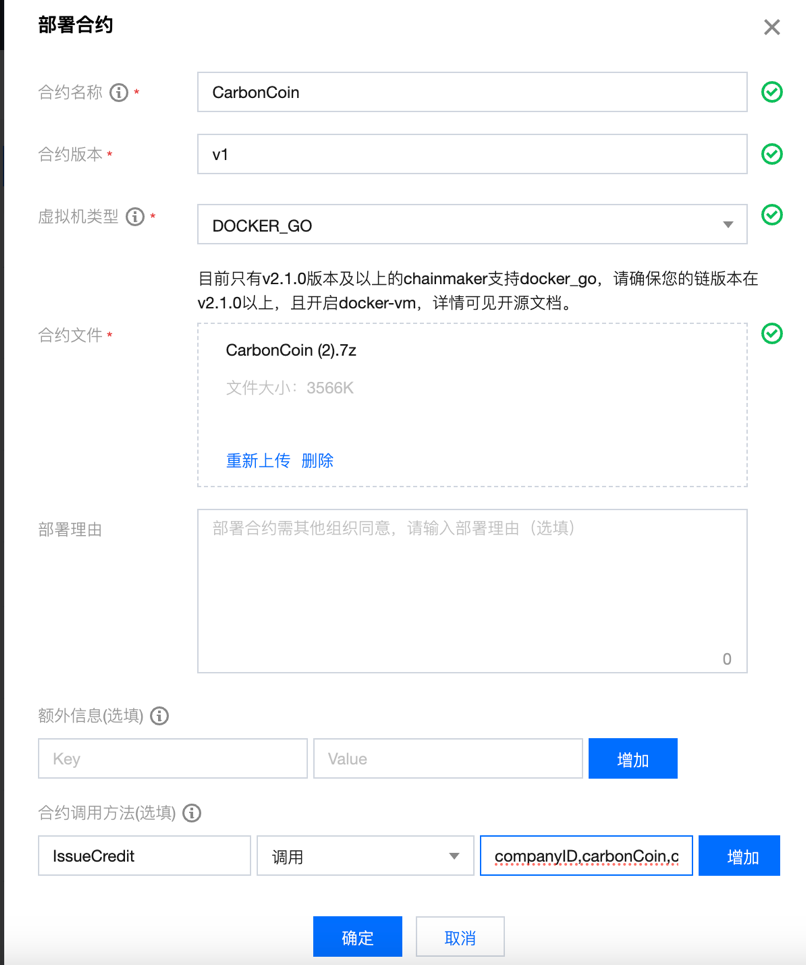 部署合约
合约名称 *
CarbonCoin
合约版本 *
v1
虚拟机类型 *
DOCKER_GO
目前只有v2.1.0版本及以上的chainmaker支持docker_go，请确保您的链版本在
v2.1.0以上，且开启docker-vm，详情可见开源文档。
合约文件 *
CarbonCoin (2).7z
文件大小：3566K
重新上传 删除
部署理由
部署合约需其他组织同意，请输入部署理由（选填）
0
额外信息(选填)
Key Value 增加
合约调用方法(选填)
IssueCredit 调用 companyID,carbonCoin,c 增加
确定 取消